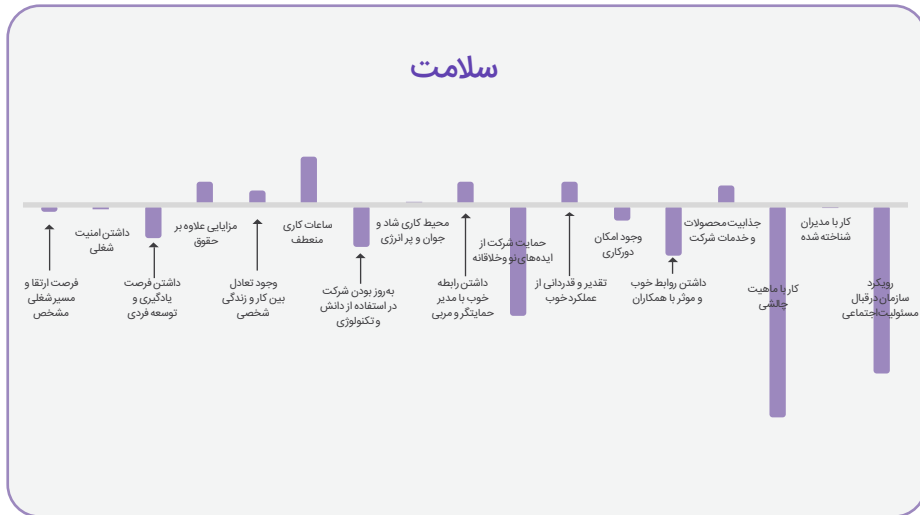 سلامت
فرصت ارتقا و
مسیر شغلی
مشخص
داشتن امنیت
شغلی
داشتن فرصت
یادگیری و
توسعه فردی
مزایایی علاوه بر
حقوق
وجود تعادل
بین کار و زندگی
شخصی
ساعات کاری
منعطف
به‌روز بودن شرکت
در استفاده از دانش
و تکنولوژی
محیط کاری شاد و
جوان و پر انرژی
داشتن رابطه
خوب با مدیر
حمایتگر و مربی
حمایت شرکت از
ایده‌های نو و خلاقانه
تقدیر و قدردانی از
عملکرد خوب
وجود امکان
دورکاری
داشتن روابط خوب
و موثر با همکاران
جذابیت محصولات
و خدمات شرکت
کار با ماهیت
چالشی
کار با مدیران
شناخته شده
رویکرد
سازمان در قبال
مسئولیت اجتماعی